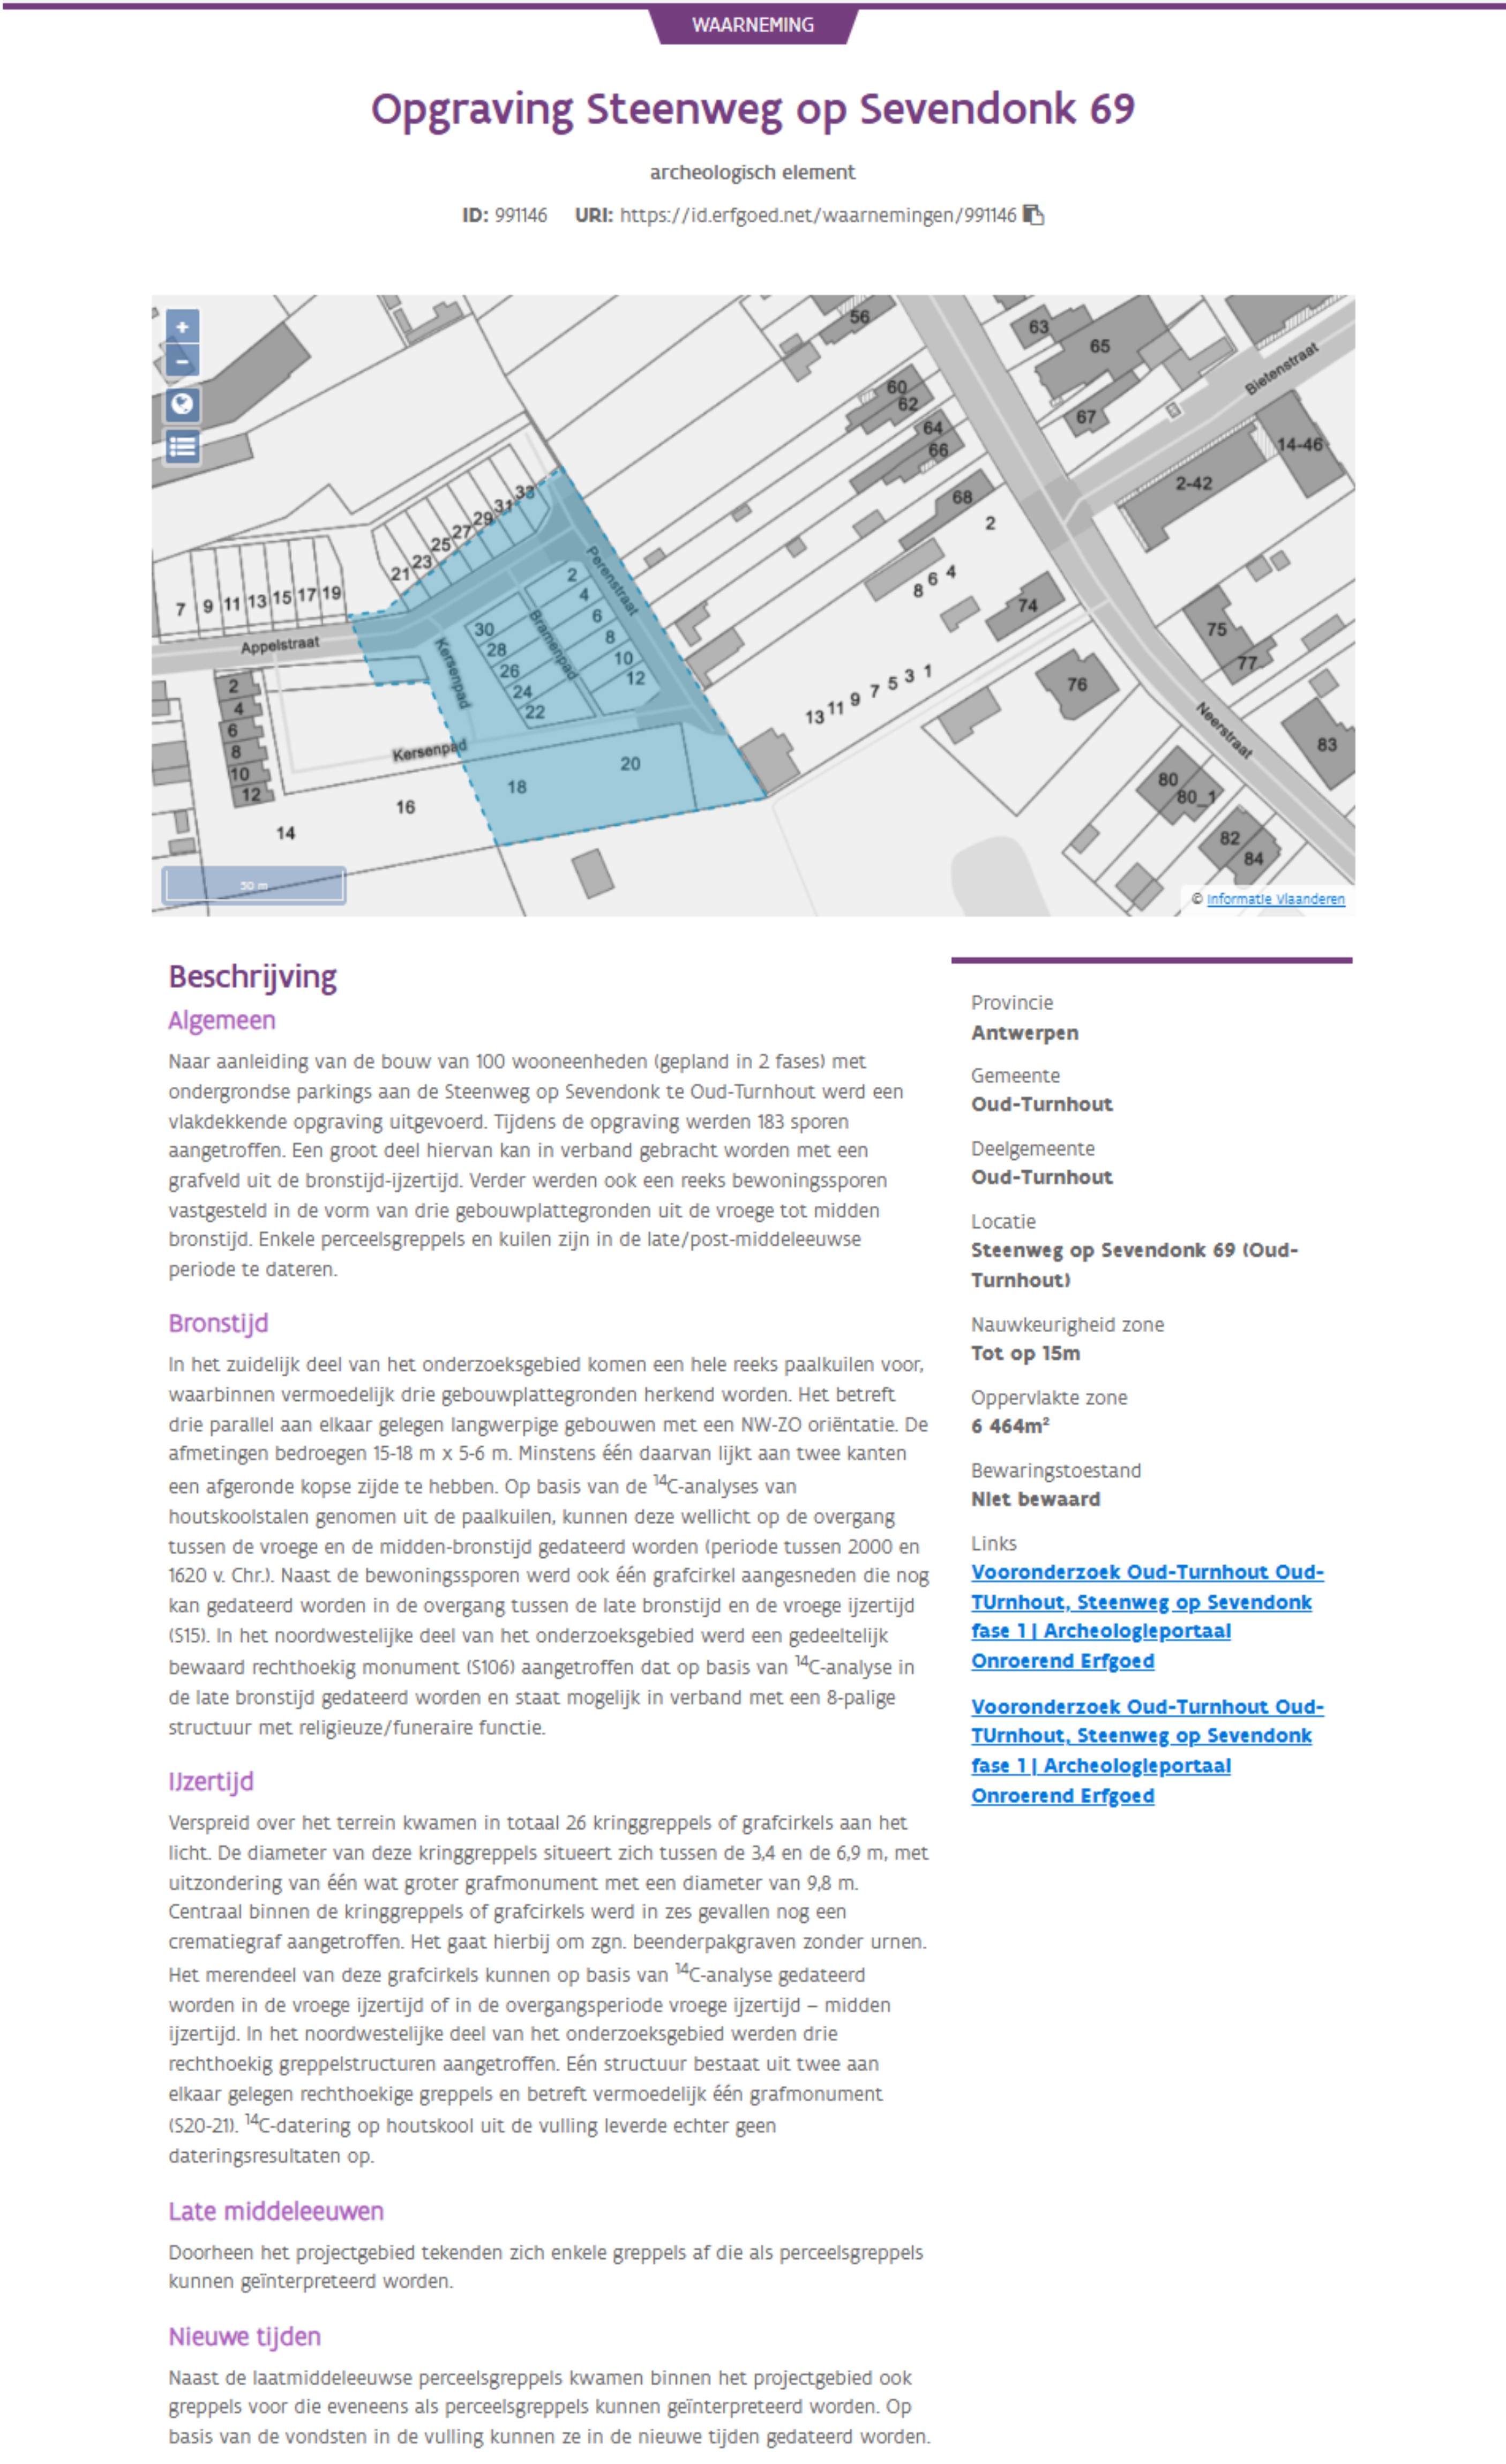 WAARNEMING
Opgraving Steenweg op Sevendonk 69
archeologisch element
ID: 991146 URI: https://id.erfgoed.net/waarnemingen/991146
+
-
56
63
65
Bietenstraat
60
62
67
64
66
14-46
2-42
68
2
33
31
29
27
25
23
21
Perenstraat
2
4
6
8
10
12
8 6 4
74
75
77
7 9 11 13 15 17 19
Appelstraat
30
28
26
24
22
Kersenpad
Bramenpad
13 11 9 7 5 3 1
76
Neerstraat
83
2
4
6
8
10
12
Kersenpad
18
20
16
14
80
80_1
82
84
50 m
© Informatie Vlaanderen
Beschrijving
Algemeen
Naar aanleiding van de bouw van 100 wooneenheden (gepland in 2 fases) met
ondergrondse parkings aan de Steenweg op Sevendonk te Oud-Turnhout werd een
vlakdekkende opgraving uitgevoerd. Tijdens de opgraving werden 183 sporen
aangetroffen. Een groot deel hiervan kan in verband gebracht worden met een
grafveld uit de bronstijd-ijzertijd. Verder werden ook een reeks bewoningssporen
vastgesteld in de vorm van drie gebouwplattegronden uit de vroege tot midden
bronstijd. Enkele perceelsgreppels en kuilen zijn in de late/post-middeleeuwse
periode te dateren.
Bronstijd
In het zuidelijk deel van het onderzoeksgebied komen een hele reeks paalkuilen voor,
waarbinnen vermoedelijk drie gebouwplattegronden herkend worden. Het betreft
drie parallel aan elkaar gelegen langwerpige gebouwen met een NW-ZO oriëntatie. De
afmetingen bedroegen 15-18 m x 5-6 m. Minstens één daarvan lijkt aan twee kanten
een afgeronde kopse zijde te hebben. Op basis van de ¹⁴C-analyses van
houtskoolstalen genomen uit de paalkuilen, kunnen deze wellicht op de overgang
tussen de vroege en de midden-bronstijd gedateerd worden (periode tussen 2000 en
1620 v. Chr.). Naast de bewoningssporen werd ook één grafcirkel aangesneden die nog
kan gedateerd worden in de overgang tussen de late bronstijd en de vroege ijzertijd
(S15). In het noordwestelijke deel van het onderzoeksgebied werd een gedeeltelijk
bewaard rechthoekig monument (S106) aangetroffen dat op basis van ¹⁴C-analyse in
de late bronstijd gedateerd worden en staat mogelijk in verband met een 8-palige
structuur met religieuze/funeraire functie.
IJzertijd
Verspreid over het terrein kwamen in totaal 26 kringgreppels of grafcirkels aan het
licht. De diameter van deze kringgreppels situeert zich tussen de 3,4 en de 6,9 m, met
uitzondering van één wat groter grafmonument met een diameter van 9,8 m.
Centraal binnen de kringgreppels of grafcirkels werd in zes gevallen nog een
crematiegraf aangetroffen. Het gaat hierbij om zgn. beenderpakgraven zonder urnen.
Het merendeel van deze grafcirkels kunnen op basis van ¹⁴C-analyse gedateerd
worden in de vroege ijzertijd of in de overgangsperiode vroege ijzertijd – midden
ijzertijd. In het noordwestelijke deel van het onderzoeksgebied werden drie
rechthoekig greppelstructuren aangetroffen. Eén structuur bestaat uit twee aan
elkaar gelegen rechthoekige greppels en betreft vermoedelijk één grafmonument
(S20-21). ¹⁴C-datering op houtskool uit de vulling leverde echter geen
dateringsresultaten op.
Late middeleeuwen
Doorheen het projectgebied tekenden zich enkele greppels af die als perceelsgreppels
kunnen geïnterpreteerd worden.
Nieuwe tijden
Naast de laatmiddeleeuwse perceelsgreppels kwamen binnen het projectgebied ook
greppels voor die eveneens als perceelsgreppels kunnen geïnterpreteerd worden. Op
basis van de vondsten in de vulling kunnen ze in de nieuwe tijden gedateerd worden.
Provincie
Antwerpen
Gemeente
Oud-Turnhout
Deelgemeente
Oud-Turnhout
Locatie
Steenweg op Sevendonk 69 (Oud-
Turnhout)
Nauwkeurigheid zone
Tot op 15m
Oppervlakte zone
6 464m²
Bewaringstoestand
Niet bewaard
Links
Vooronderzoek Oud-Turnhout Oud-
TUrnhout, Steenweg op Sevendonk
fase 1 | Archeologieportaal
Onroerend Erfgoed
Vooronderzoek Oud-Turnhout Oud-
TUrnhout, Steenweg op Sevendonk
fase 1 | Archeologieportaal
Onroerend Erfgoed